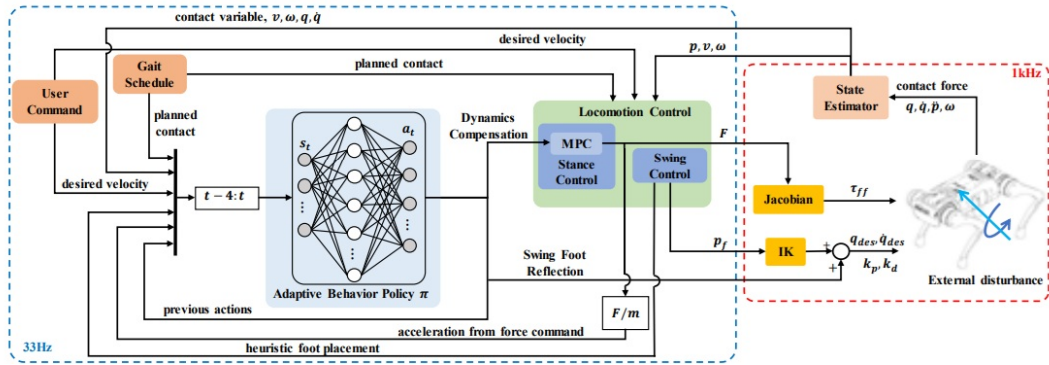 contact variable, v, ω, q, q̇
desired velocity
p, v, ω
1kHz
Gait
Schedule
planned contact
User
Command
planned
contact
State
Estimator
contact force
q, q̇, p̈, ω
Dynamics
Compensation
Locomotion Control
MPC
Stance
Control
Swing
Control
F
s_t
a_t
desired velocity
t − 4: t
Jacobian
τ_ff
p_f
IK
+
+
q_des, q̇_des
k_p, k_d
Swing Foot
Reflection
External disturbance
Adaptive Behavior Policy π
previous actions
F/m
acceleration from force command
heuristic foot placement
33Hz